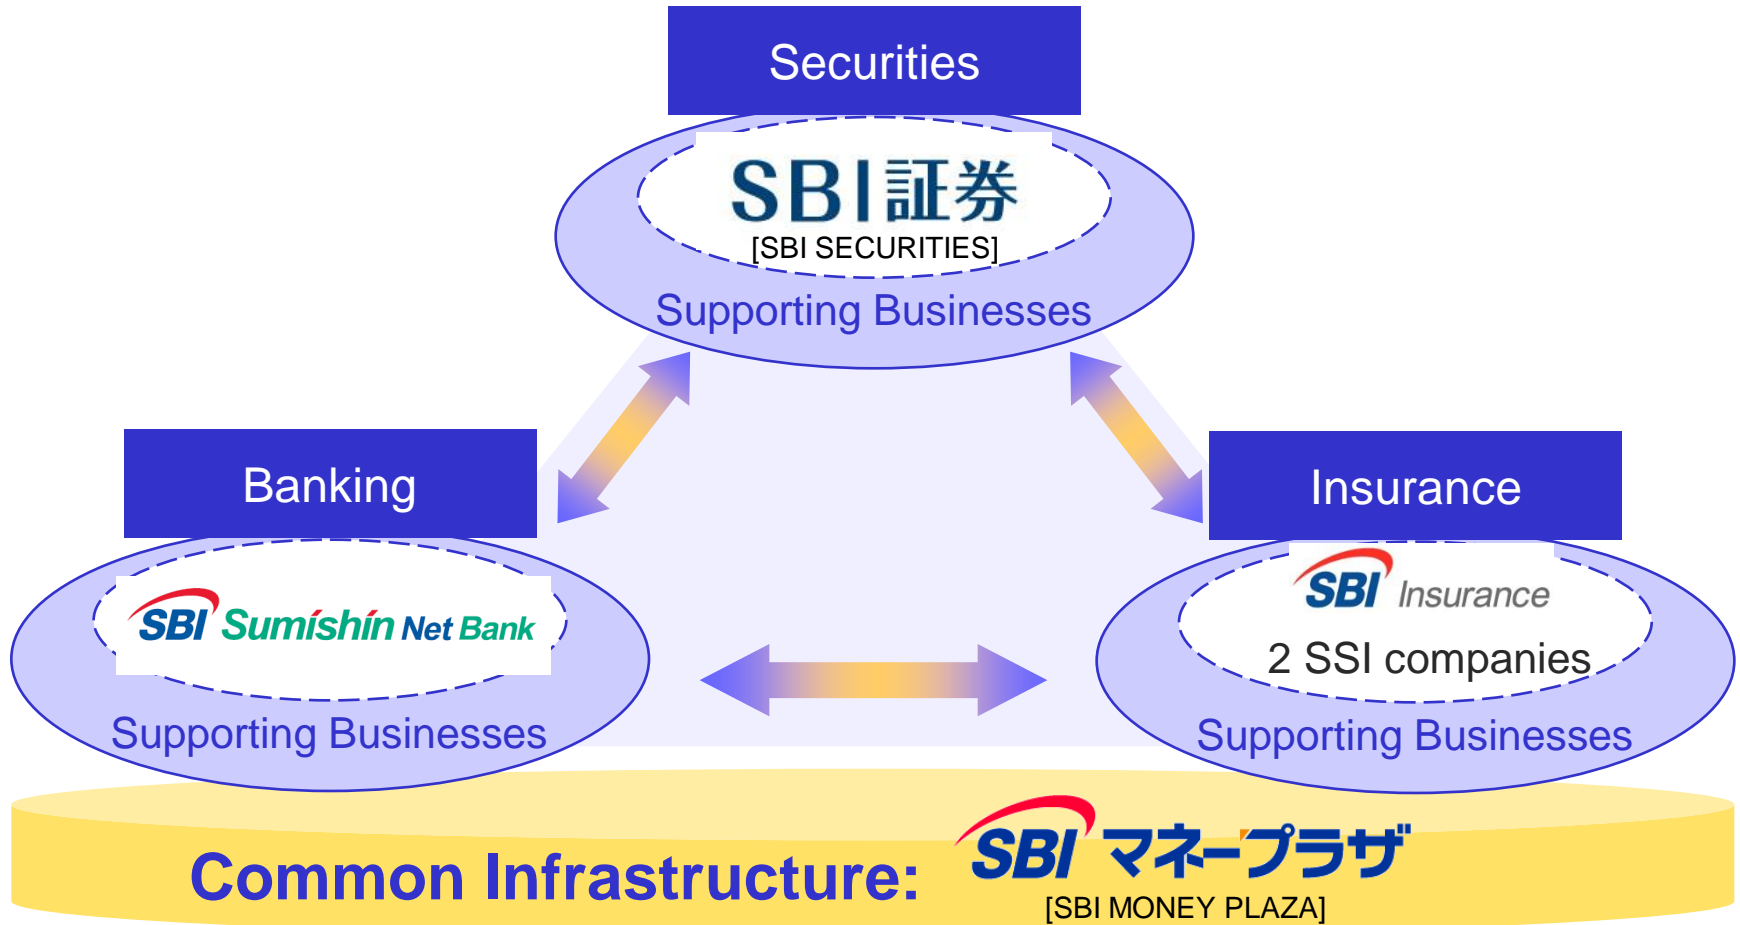 Securities
SBI証券
[SBI SECURITIES]
Supporting Businesses
Banking
SBI Sumishin Net Bank
Supporting Businesses
Insurance
SBI Insurance
2 SSI companies
Supporting Businesses
Common Infrastructure: SBI マネープラザ
[SBI MONEY PLAZA]